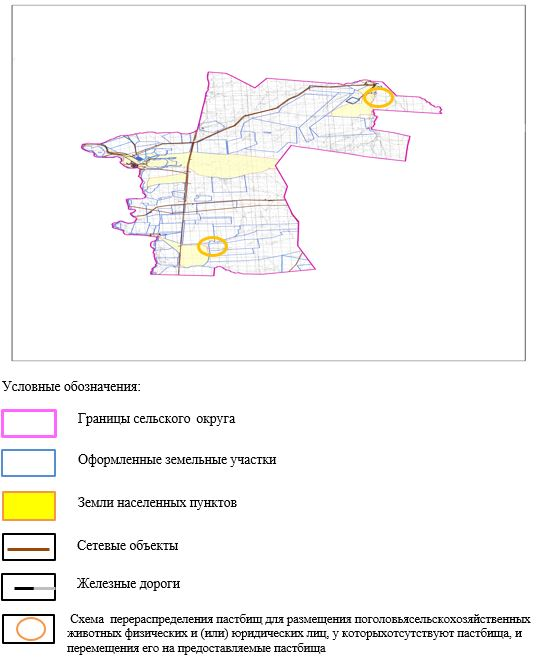 Условные обозначения:
Границы сельского округа
Оформленные земельные участки
Земли населенных пунктов
Сетевые объекты
Железные дороги
Схема перераспределения пастбищ для размещения поголовьясельскохозяйственных
животных физических и (или) юридических лиц, у которыхотсутствуют пастбища, и
перемещения его на предоставляемые пастбища